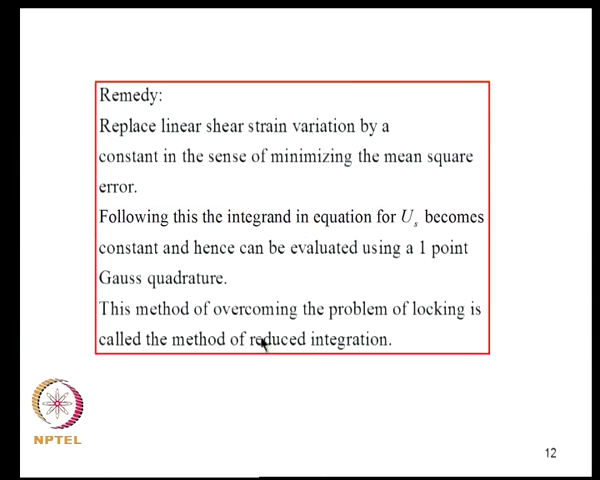 Remedy:
Replace linear shear strain variation by a
constant in the sense of minimizing the mean square
error.
Following this the integrand in equation for U_s becomes
constant and hence can be evaluated using a 1 point
Gauss quadrature.
This method of overcoming the problem of locking is
called the method of reduced integration.
NPTEL
12